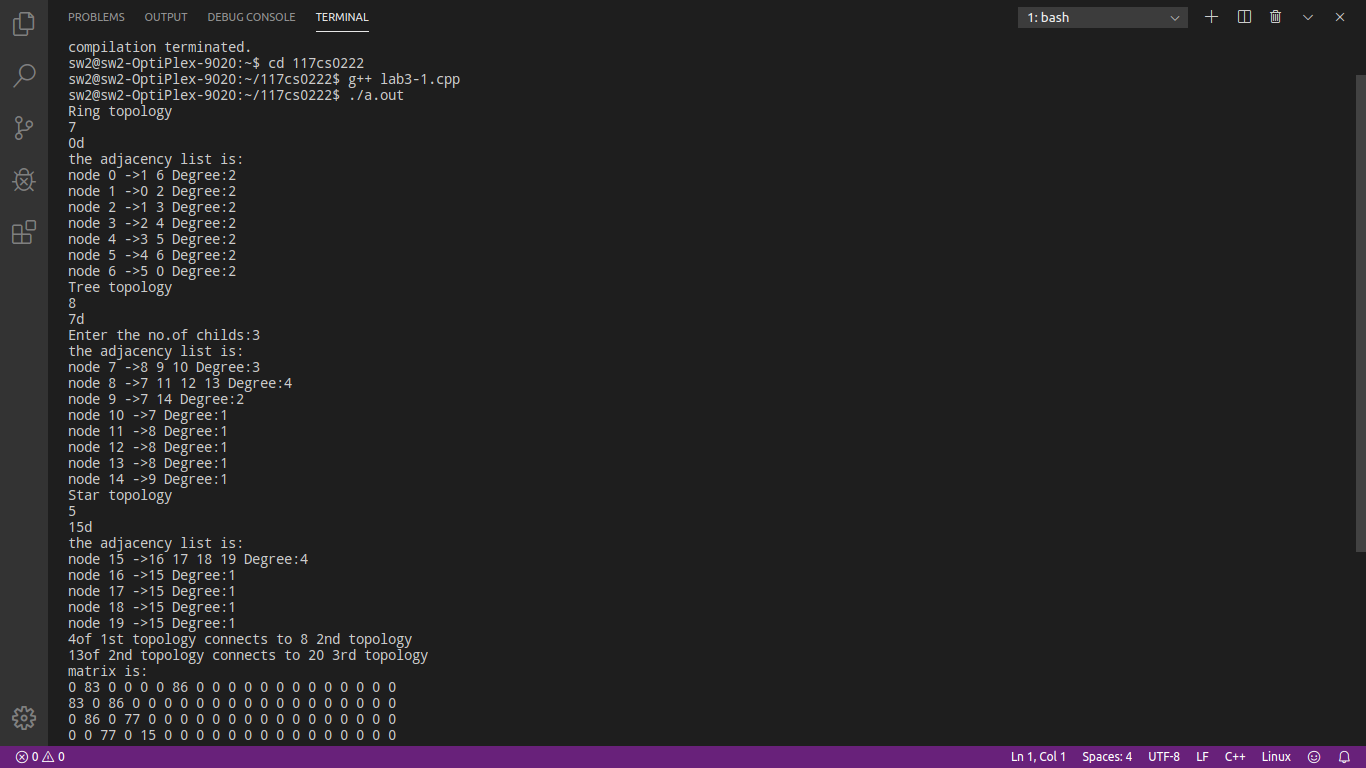 PROBLEMS OUTPUT DEBUG CONSOLE TERMINAL 1: bash
compilation terminated.
sw2@sw2-OptiPlex-9020:~$ cd 117cs0222
sw2@sw2-OptiPlex-9020:~/117cs0222$ g++ lab3-1.cpp
sw2@sw2-OptiPlex-9020:~/117cs0222$ ./a.out
Ring topology
7
0d
the adjacency list is:
node 0 ->1 6 Degree:2
node 1 ->0 2 Degree:2
node 2 ->1 3 Degree:2
node 3 ->2 4 Degree:2
node 4 ->3 5 Degree:2
node 5 ->4 6 Degree:2
node 6 ->5 0 Degree:2
Tree topology
8
7d
Enter the no.of childs:3
the adjacency list is:
node 7 ->8 9 10 Degree:3
node 8 ->7 11 12 13 Degree:4
node 9 ->7 14 Degree:2
node 10 ->7 Degree:1
node 11 ->8 Degree:1
node 12 ->8 Degree:1
node 13 ->8 Degree:1
node 14 ->9 Degree:1
Star topology
5
15d
the adjacency list is:
node 15 ->16 17 18 19 Degree:4
node 16 ->15 Degree:1
node 17 ->15 Degree:1
node 18 ->15 Degree:1
node 19 ->15 Degree:1
4of 1st topology connects to 8 2nd topology
13of 2nd topology connects to 20 3rd topology
matrix is:
0 83 0 0 0 0 86 0 0 0 0 0 0 0 0 0 0 0 0 0
83 0 86 0 0 0 0 0 0 0 0 0 0 0 0 0 0 0 0 0
0 86 0 77 0 0 0 0 0 0 0 0 0 0 0 0 0 0 0 0
0 0 77 0 15 0 0 0 0 0 0 0 0 0 0 0 0 0 0 0
0 0 Ln 1, Col 1 Spaces: 4 UTF-8 LF C++ Linux